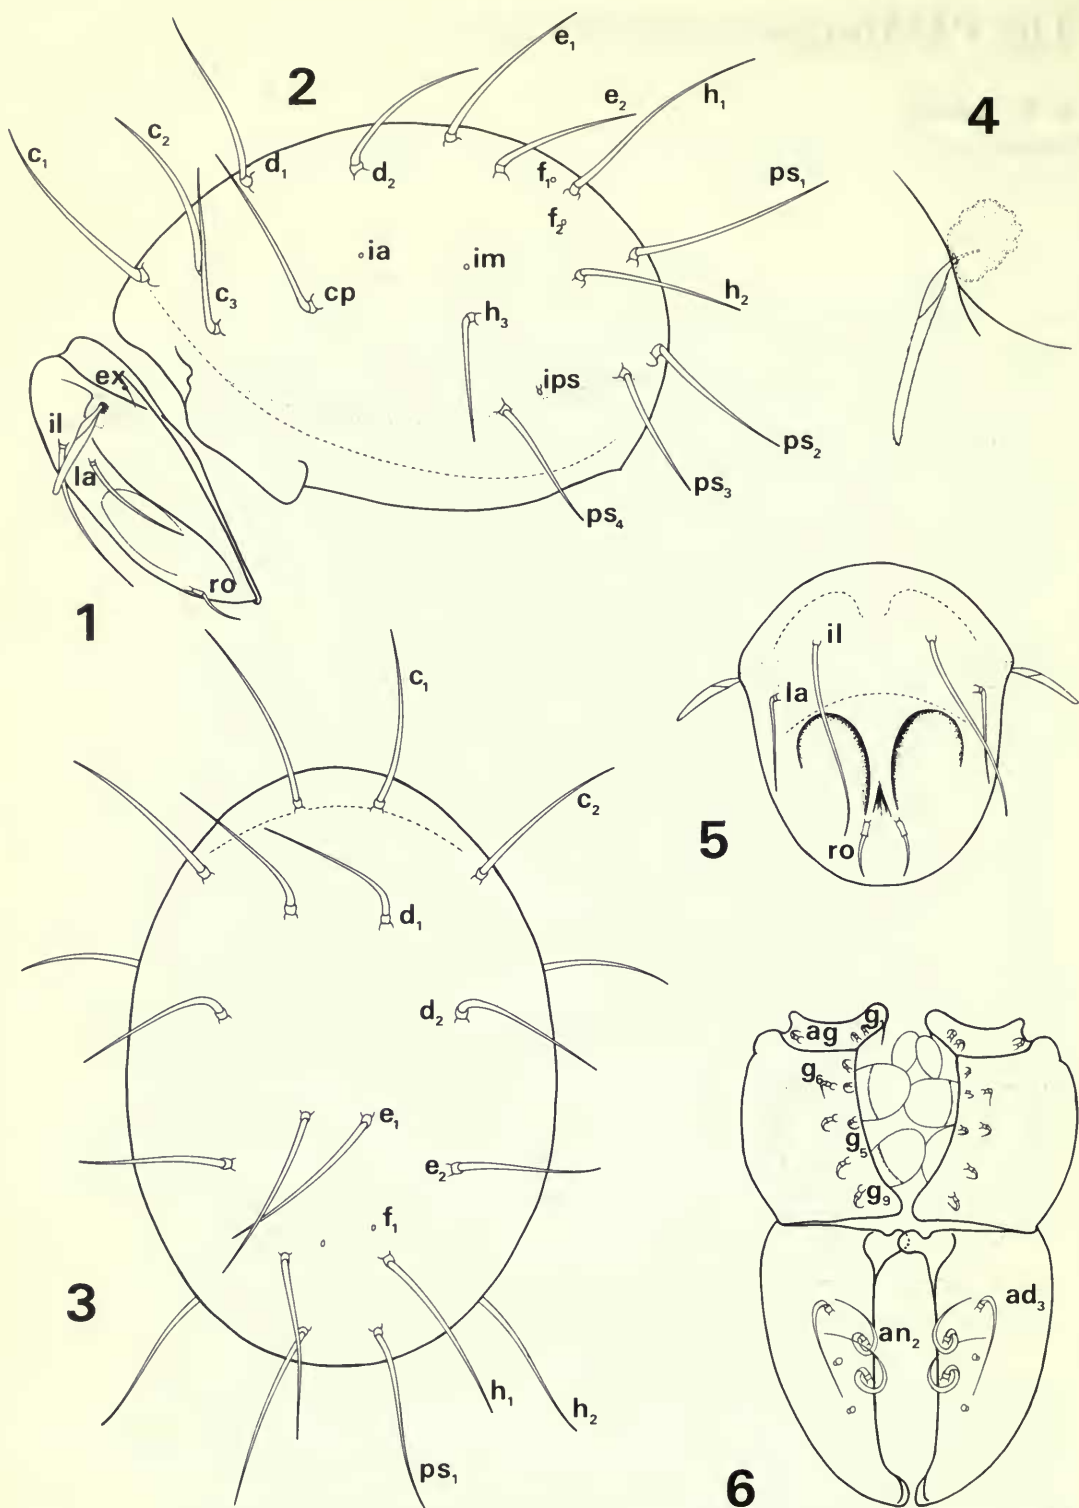 2
e₁
e₂
h₁
4
c₁
c₂
d₁
d₂
f₁
f₂
ps₁
ia
im
c₃
cp
h₂
h₃
ex
ips
il
la
ps₂
ps₃
ps₄
ro
1
c₁
il
la
c₂
5
ro
d₁
d₂
ag
g₁
g₆
g₅
g₉
e₁
e₂
f₁
3
ad₃
an₂
h₁
h₂
ps₁
6